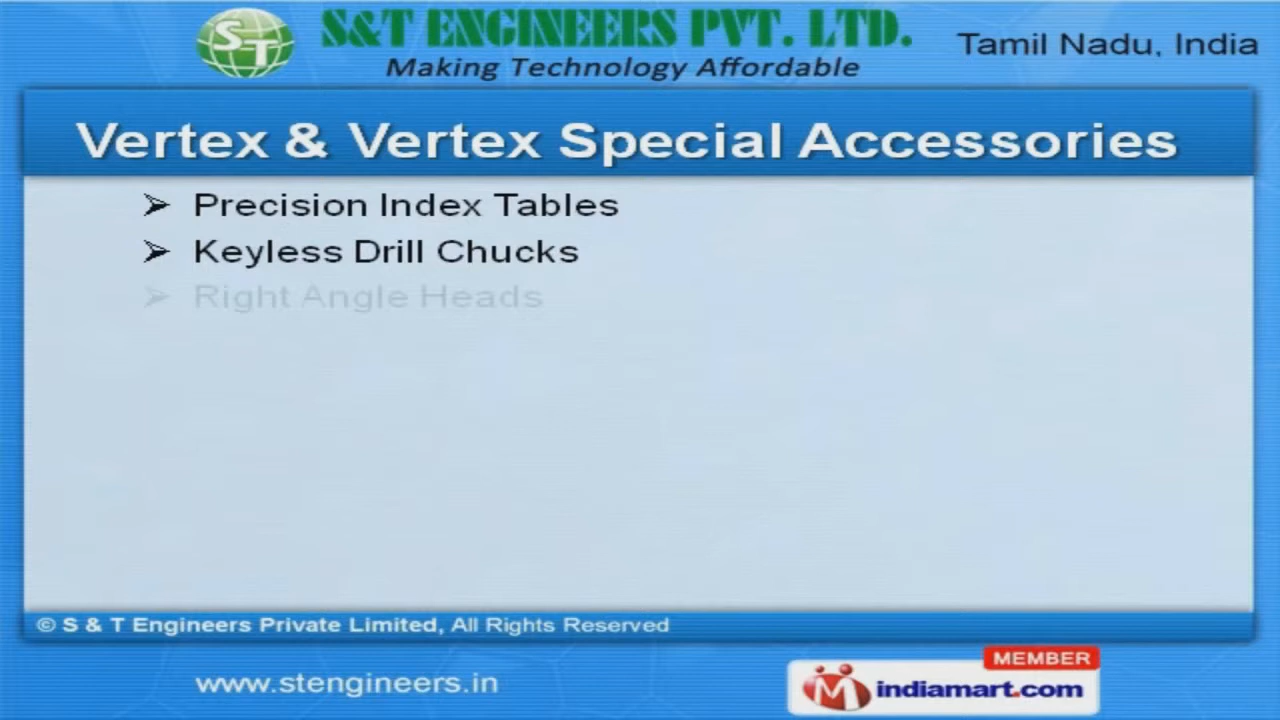 ST
S&T ENGINEERS PVT. LTD.
Making Technology Affordable
Tamil Nadu, India
Vertex & Vertex Special Accessories
➢ Precision Index Tables
➢ Keyless Drill Chucks
➢ Right Angle Heads
© S & T Engineers Private Limited, All Rights Reserved
www.stengineers.in
MEMBER
indiamart.com